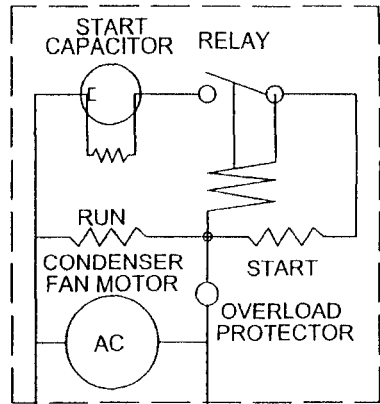 START
CAPACITOR
RELAY
RUN
CONDENSER
FAN MOTOR
START
OVERLOAD
PROTECTOR
AC